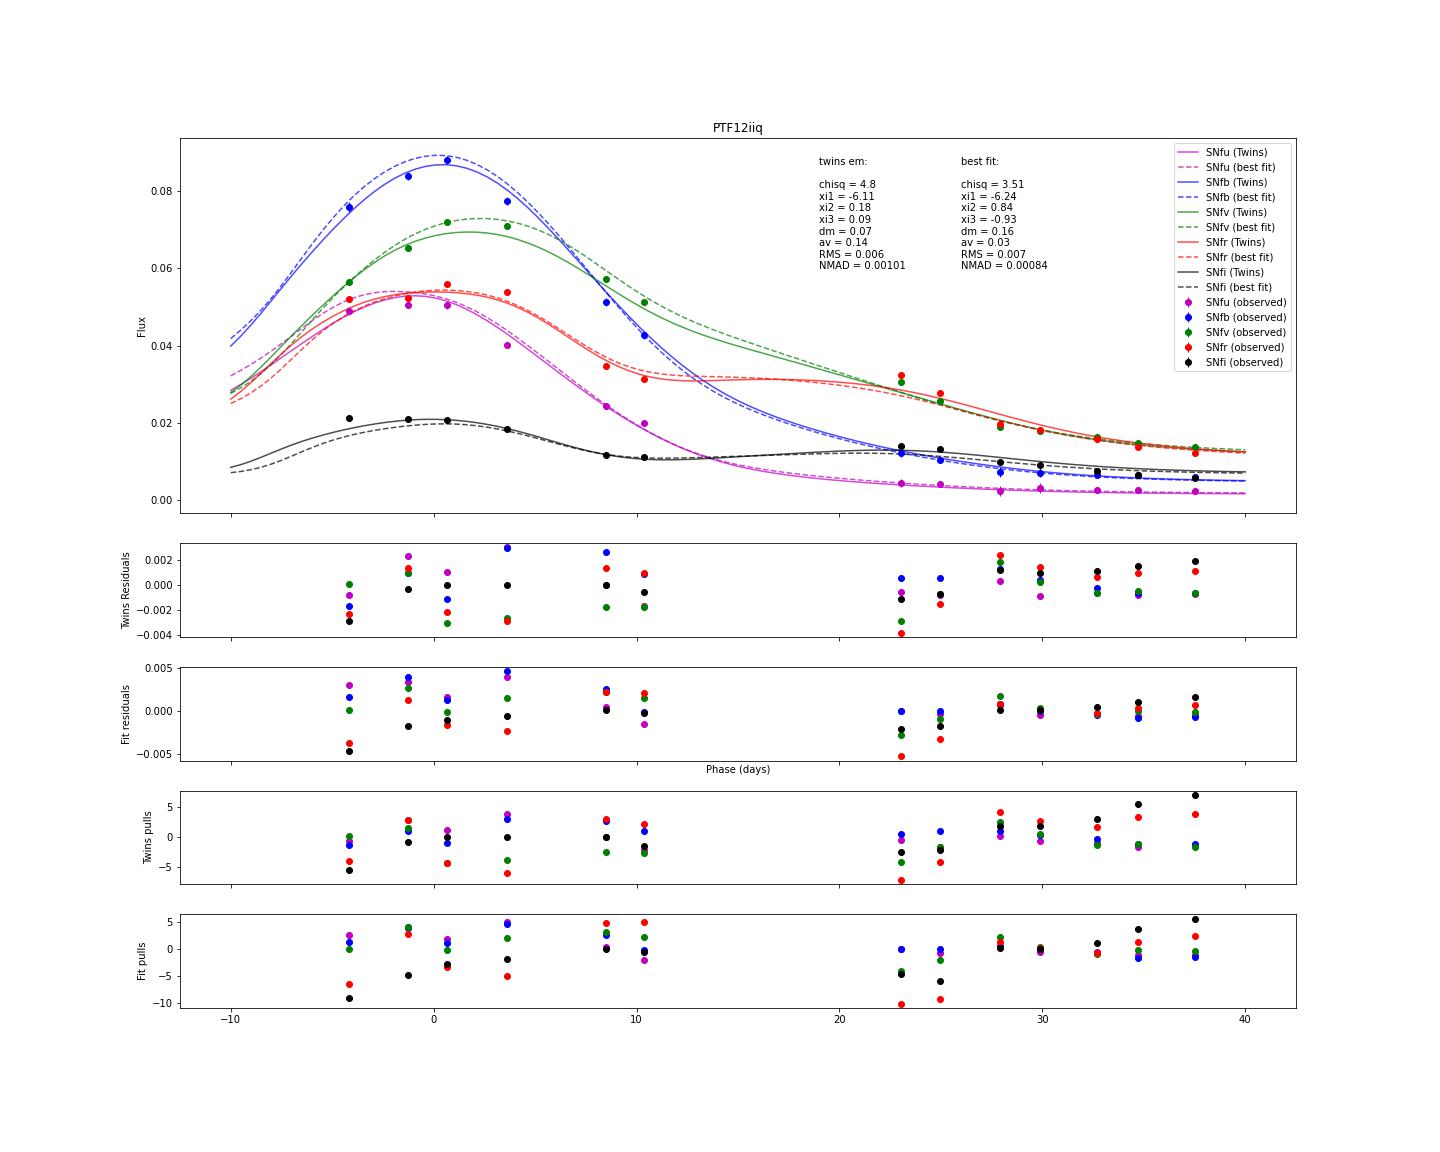 PTF12iiq
twins em:
chisq = 4.8
xi1 = -6.11
xi2 = 0.18
xi3 = 0.09
dm = 0.07
av = 0.14
RMS = 0.006
NMAD = 0.00101
best fit:
chisq = 3.51
xi1 = -6.24
xi2 = 0.84
xi3 = -0.93
dm = 0.16
av = 0.03
RMS = 0.007
NMAD = 0.00084
SNfu (Twins)
SNfu (best fit)
SNfb (Twins)
SNfb (best fit)
SNfv (Twins)
SNfv (best fit)
SNfr (Twins)
SNfr (best fit)
SNfi (Twins)
SNfi (best fit)
SNfu (observed)
SNfb (observed)
SNfv (observed)
SNfr (observed)
SNfi (observed)
Flux
0.08
0.06
0.04
0.02
0.00
Twins Residuals
0.002
0.000
−0.002
−0.004
Fit residuals
0.005
0.000
−0.005
Phase (days)
Twins pulls
5
0
−5
Fit pulls
5
0
−5
−10
−10 0 10 20 30 40